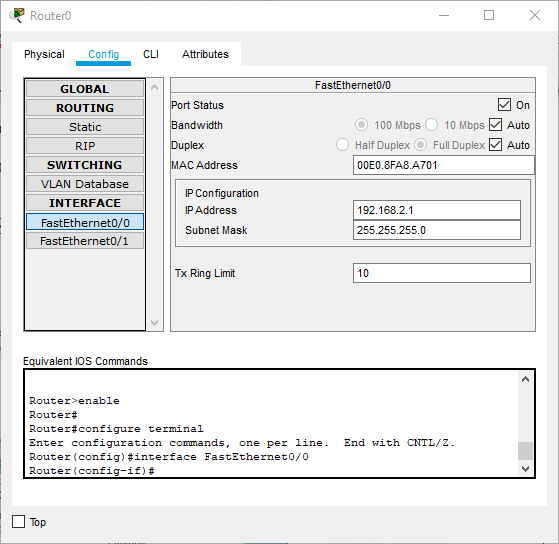 Router0
Physical Config CLI Attributes
GLOBAL
ROUTING
Static
RIP
SWITCHING
VLAN Database
INTERFACE
FastEthernet0/0
FastEthernet0/1
FastEthernet0/0
Port Status On
Bandwidth 100 Mbps 10 Mbps Auto
Duplex Half Duplex Full Duplex Auto
MAC Address 00E0.8FA8.A701
IP Configuration
IP Address 192.168.2.1
Subnet Mask 255.255.255.0
Tx Ring Limit 10
Equivalent IOS Commands
Router>enable
Router#
Router#configure terminal
Enter configuration commands, one per line. End with CNTL/Z.
Router(config)#interface FastEthernet0/0
Router(config-if)#
Top